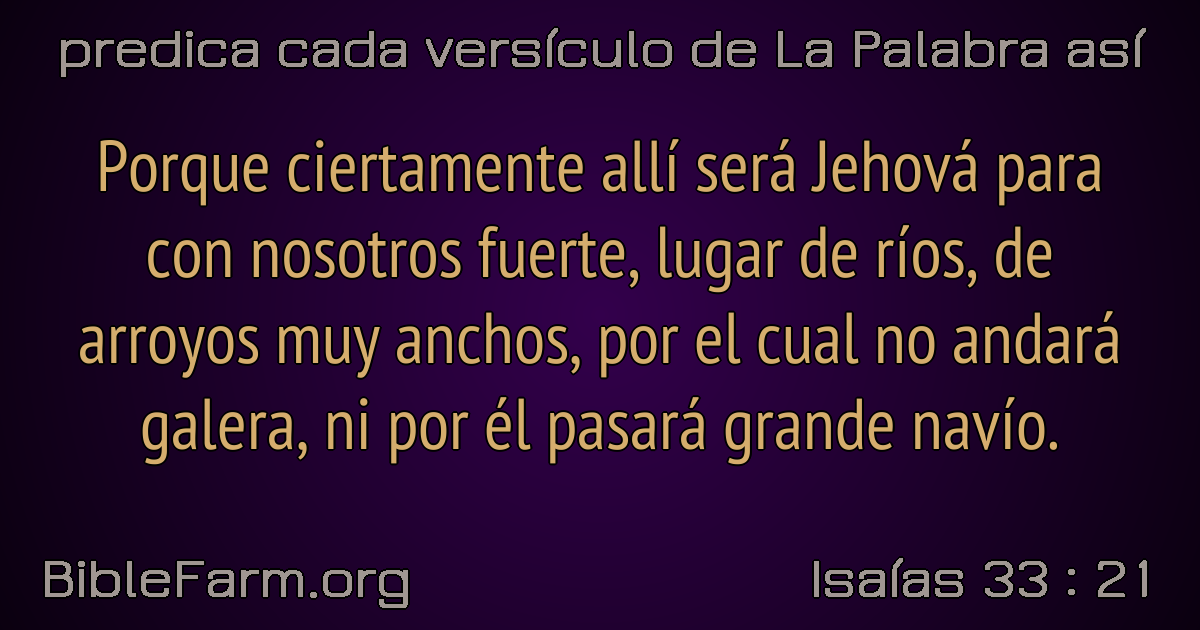 predica cada versículo de La Palabra así
Porque ciertamente allí será Jehová para
con nosotros fuerte, lugar de ríos, de
arroyos muy anchos, por el cual no andará
galera, ni por él pasará grande navío.
BibleFarm.org
Isaías 33 : 21